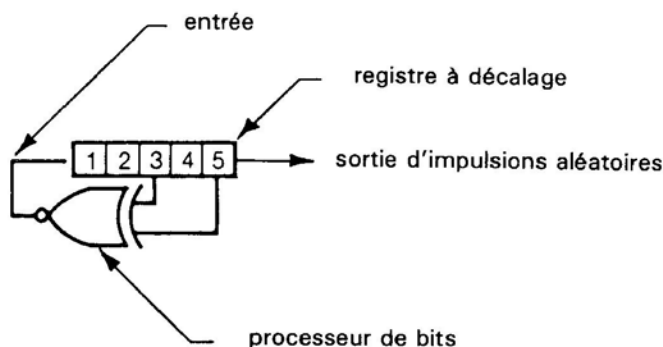 entrée
registre à décalage
1 2 3 4 5
sortie d'impulsions aléatoires
processeur de bits